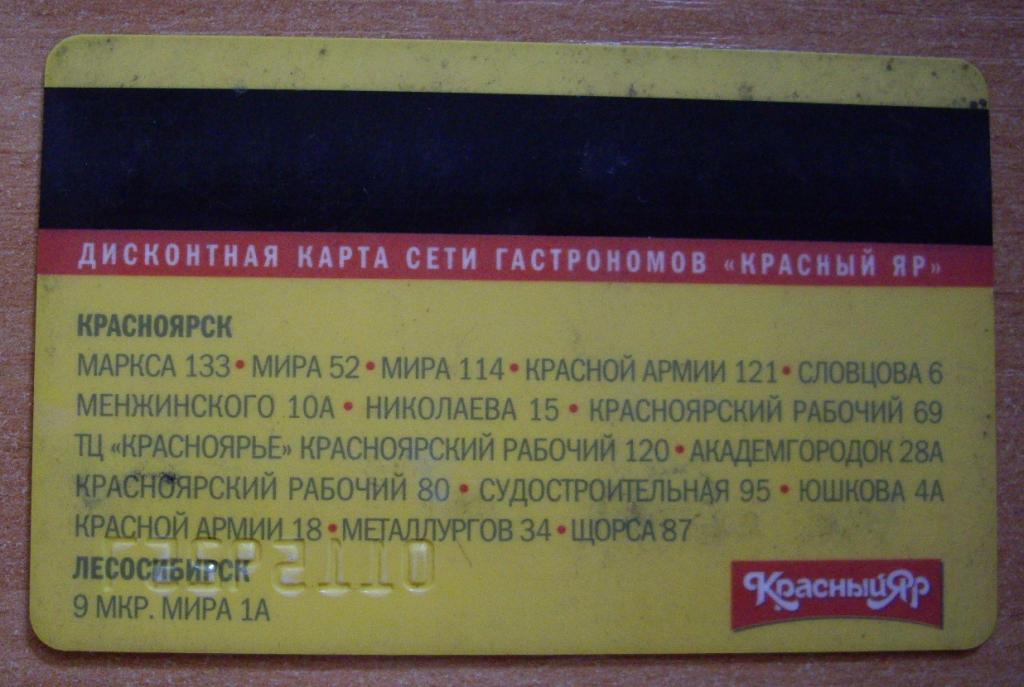 ДИСКОНТНАЯ КАРТА СЕТИ ГАСТРОНОМОВ «КРАСНЫЙ ЯР»
КРАСНОЯРСК
МАРКСА 133 • МИРА 52 • МИРА 114 • КРАСНОЙ АРМИИ 121 • СЛОВЦОВА 6
МЕНЖИНСКОГО 10А • НИКОЛАЕВА 15 • КРАСНОЯРСКИЙ РАБОЧИЙ 69
ТЦ «КРАСНОЯРЬЕ» КРАСНОЯРСКИЙ РАБОЧИЙ 120 • АКАДЕМГОРОДОК 28А
КРАСНОЯРСКИЙ РАБОЧИЙ 80 • СУДОСТРОИТЕЛЬНАЯ 95 • ЮШКОВА 4А
КРАСНОЙ АРМИИ 18 • МЕТАЛЛУРГОВ 34 • ЩОРСА 87
ЛЕСОСИБИРСК
9 МКР. МИРА 1А
Красный Яр